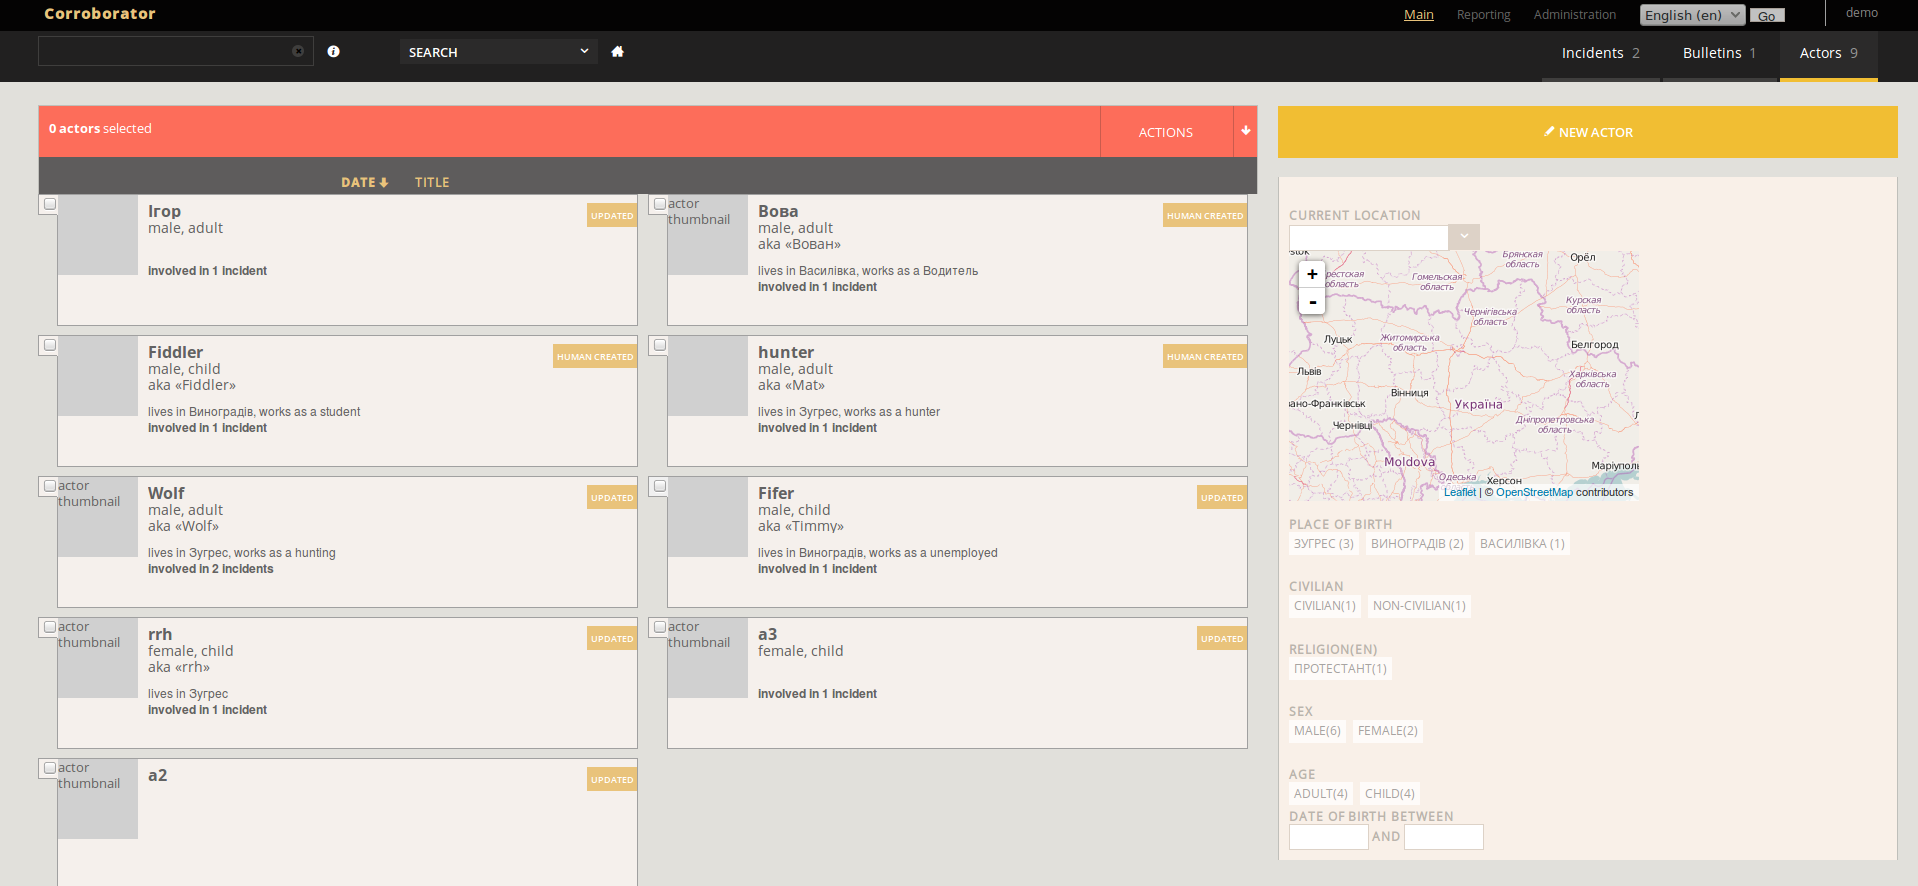 Corroborator
Main Reporting Administration English (en) Go demo
SEARCH
Incidents 2 Bulletins 1 Actors 9
0 actors selected
ACTIONS
NEW ACTOR
DATE TITLE
Ігор
male, adult
involved in 1 incident
UPDATED
actor
thumbnail
Вова
male, adult
aka «Вован»
lives in Василівка, works as a Водитель
involved in 1 incident
HUMAN CREATED
Fiddler
male, child
aka «Fiddler»
lives in Виноградів, works as a student
involved in 1 incident
HUMAN CREATED
hunter
male, adult
aka «Mat»
lives in Зугрес, works as a hunter
involved in 1 incident
HUMAN CREATED
actor
thumbnail
Wolf
male, adult
aka «Wolf»
lives in Зугрес, works as a hunting
involved in 2 incidents
UPDATED
Fifer
male, child
aka «Timmy»
lives in Виноградів, works as a unemployed
involved in 1 incident
UPDATED
actor
thumbnail
rrh
female, child
aka «rrh»
lives in Зугрес
involved in 1 incident
UPDATED
actor
thumbnail
a3
female, child
involved in 1 incident
UPDATED
actor
thumbnail
a2
UPDATED
CURRENT LOCATION
+
-
Брянская
область
Орёл
Гомельская
область
Курская
область
Чернігівська
область
Луцьк
Житомирська
область
Белгород
Львів
Харківська
область
Вінниця
вано-Франківськ
Україна
Чернівці
Дніпропетровська
область
Moldova
Маріуполь
Одеська
Херсон
Leaflet | © OpenStreetMap contributors
PLACE OF BIRTH
ЗУГРЕС (3) ВИНОГРАДІВ (2) ВАСИЛІВКА (1)
CIVILIAN
CIVILIAN(1) NON-CIVILIAN(1)
RELIGION(EN)
ПРОТЕСТАНТ(1)
SEX
MALE(6) FEMALE(2)
AGE
ADULT(4) CHILD(4)
DATE OF BIRTH BETWEEN
AND